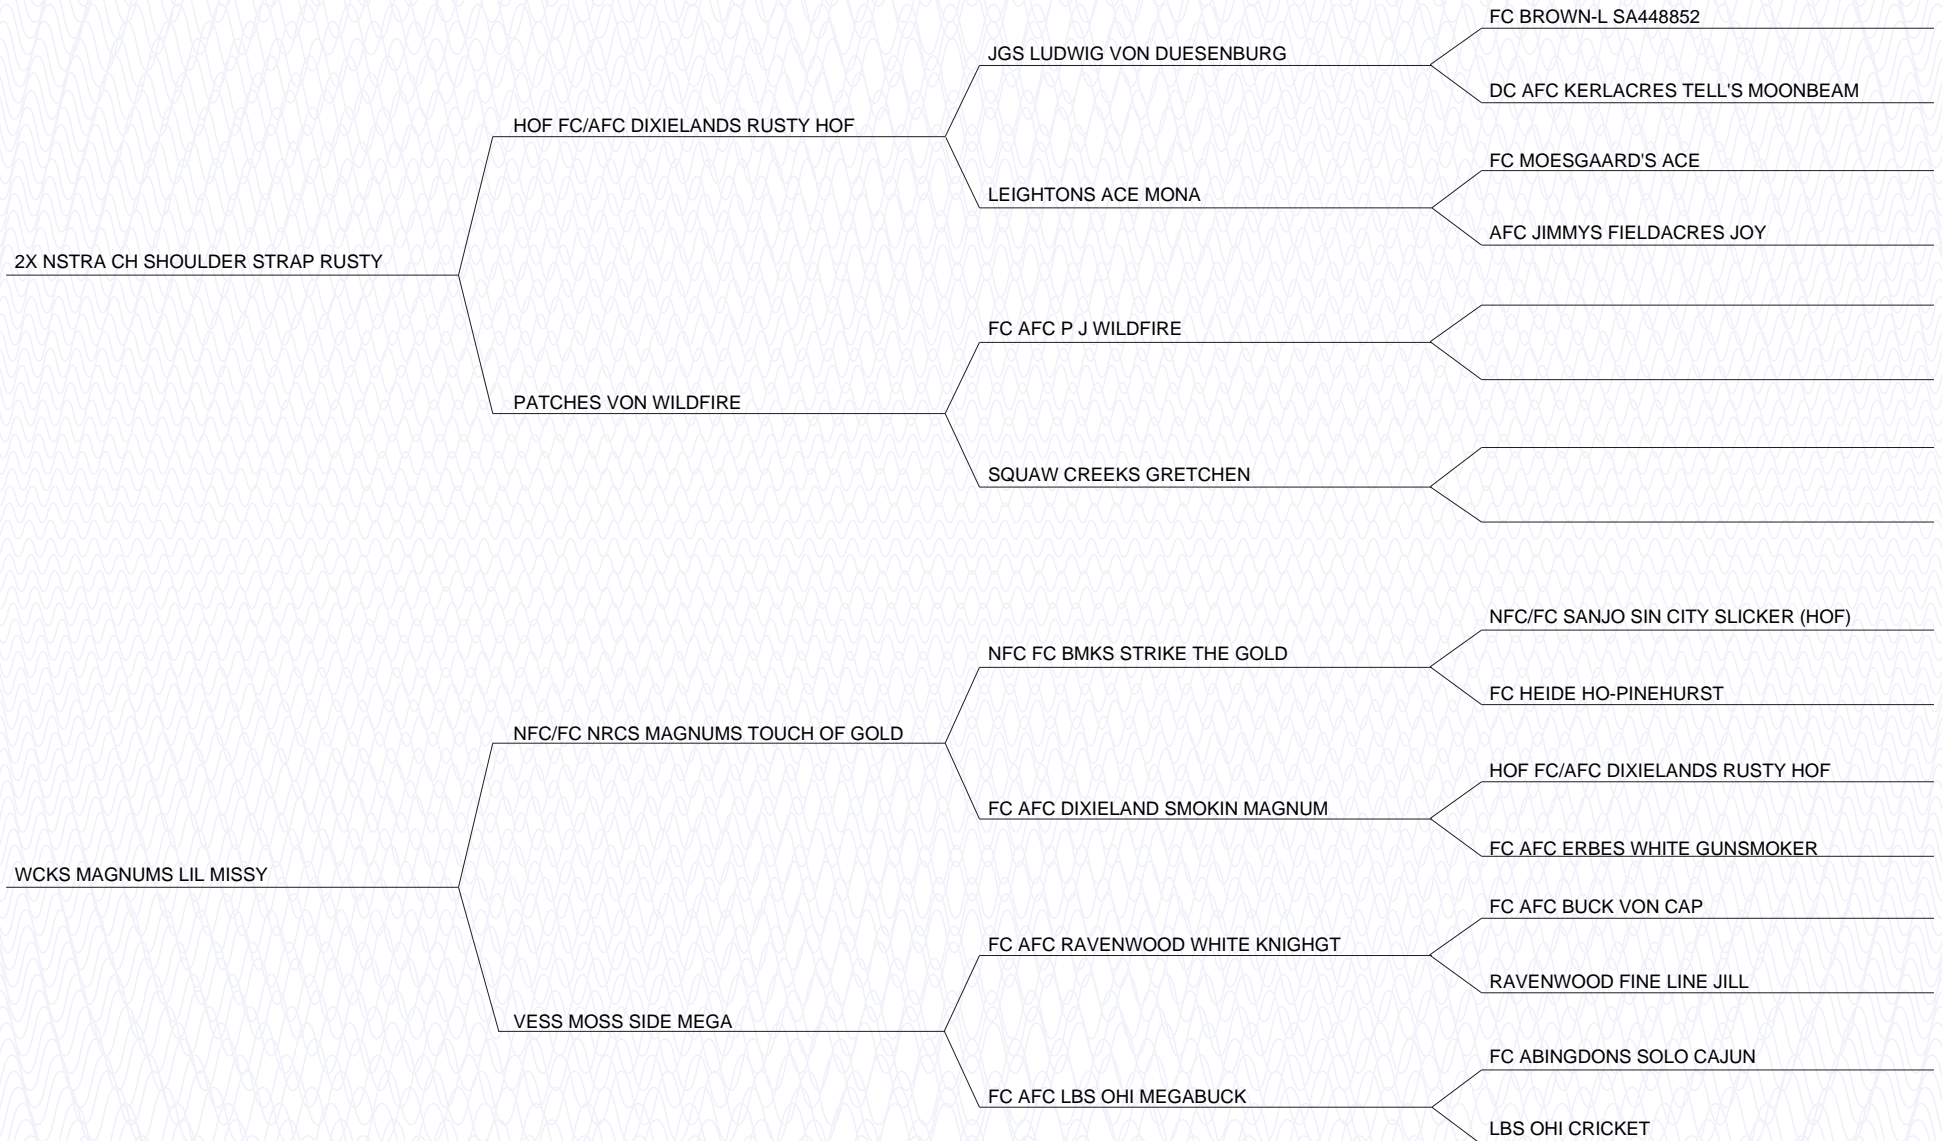 FC BROWN-L SA448852
JGS LUDWIG VON DUESENBURG
DC AFC KERLACRES TELL'S MOONBEAM
HOF FC/AFC DIXIELANDS RUSTY HOF
FC MOESGAARD'S ACE
LEIGHTONS ACE MONA
AFC JIMMYS FIELDACRES JOY
2X NSTRA CH SHOULDER STRAP RUSTY
FC AFC P J WILDFIRE
PATCHES VON WILDFIRE
SQUAW CREEKS GRETCHEN
NFC/FC SANJO SIN CITY SLICKER (HOF)
NFC FC BMKS STRIKE THE GOLD
FC HEIDE HO-PINEHURST
NFC/FC NRCS MAGNUMS TOUCH OF GOLD
HOF FC/AFC DIXIELANDS RUSTY HOF
FC AFC DIXIELAND SMOKIN MAGNUM
FC AFC ERBES WHITE GUNSMOKER
WCKS MAGNUMS LIL MISSY
FC AFC BUCK VON CAP
FC AFC RAVENWOOD WHITE KNIGHGT
RAVENWOOD FINE LINE JILL
VESS MOSS SIDE MEGA
FC ABINGDONS SOLO CAJUN
FC AFC LBS OHI MEGABUCK
LBS OHI CRICKET